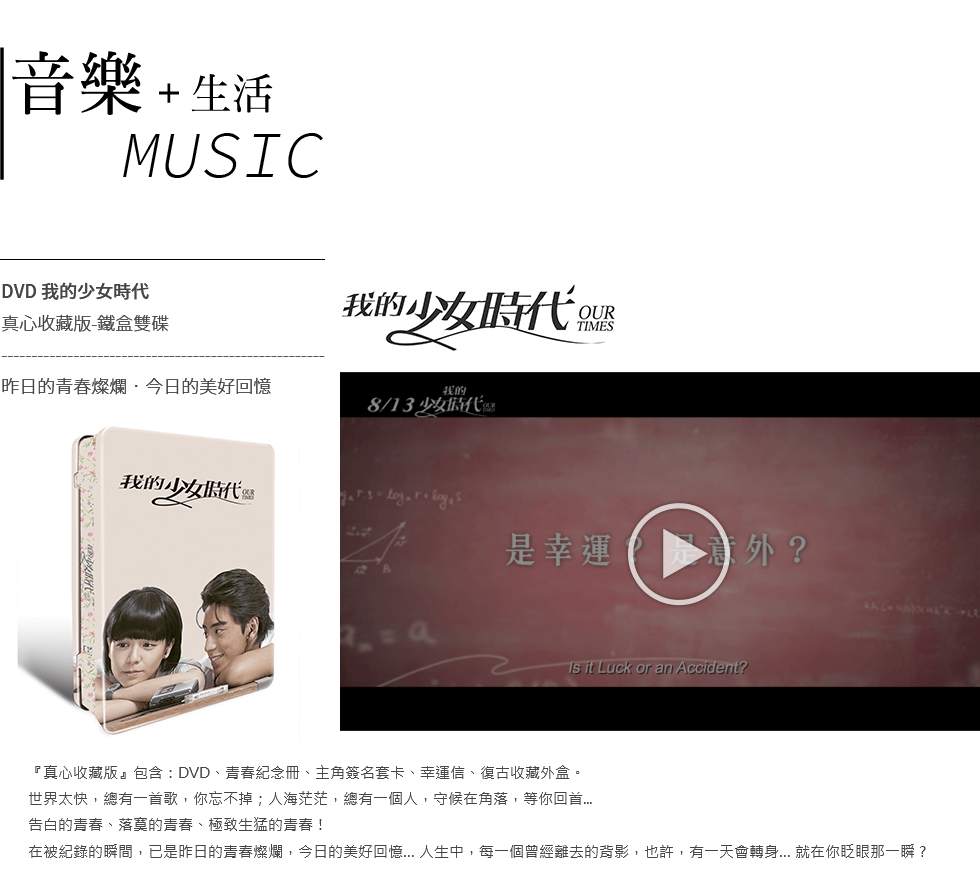 音樂 + 生活
MUSIC
DVD 我的少女時代
真心收藏版-鐵盒雙碟
昨日的青春燦爛・今日的美好回憶
我的少女時代 OUR TIMES
8/13 我的少女時代 OUR TIMES
是幸運？是意外？
Is it Luck or an Accident?
我的少女時代 OUR TIMES
『真心收藏版』包含：DVD、青春紀念冊、主角簽名套卡、幸運信、復古收藏外盒。
世界太快，總有一首歌，你忘不掉；人海茫茫，總有一個人，守候在角落，等你回首...
告白的青春、落寞的青春、極致生猛的青春！
在被紀錄的瞬間，已是昨日的青春燦爛，今日的美好回憶... 人生中，每一個曾經離去的背影，也許，有一天會轉身... 就在你眨眼那一瞬？